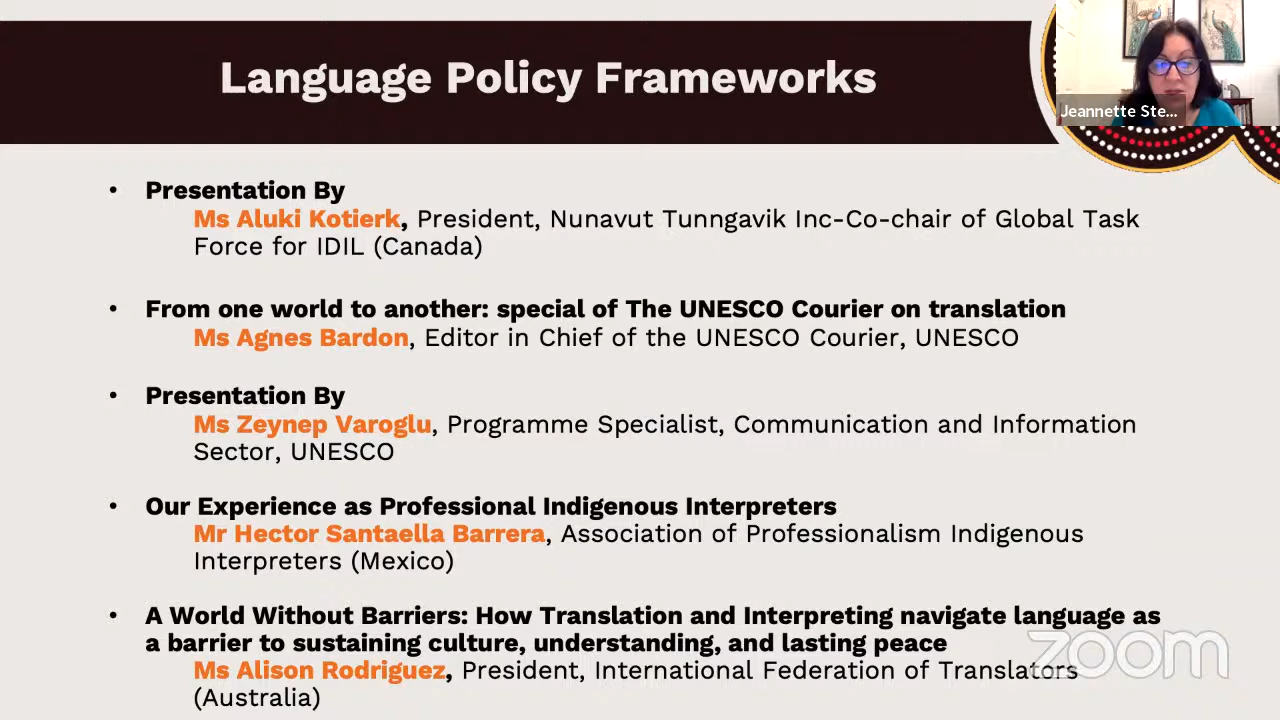 Language Policy Frameworks
Jeannette Ste...
• Presentation By
Ms Aluki Kotierk, President, Nunavut Tunngavik Inc-Co-chair of Global Task
Force for IDIL (Canada)
• From one world to another: special of The UNESCO Courier on translation
Ms Agnes Bardon, Editor in Chief of the UNESCO Courier, UNESCO
• Presentation By
Ms Zeynep Varoglu, Programme Specialist, Communication and Information
Sector, UNESCO
• Our Experience as Professional Indigenous Interpreters
Mr Hector Santaella Barrera, Association of Professionalism Indigenous
Interpreters (Mexico)
• A World Without Barriers: How Translation and Interpreting navigate language as
a barrier to sustaining culture, understanding, and lasting peace
Ms Alison Rodriguez, President, International Federation of Translators
(Australia)
zoom